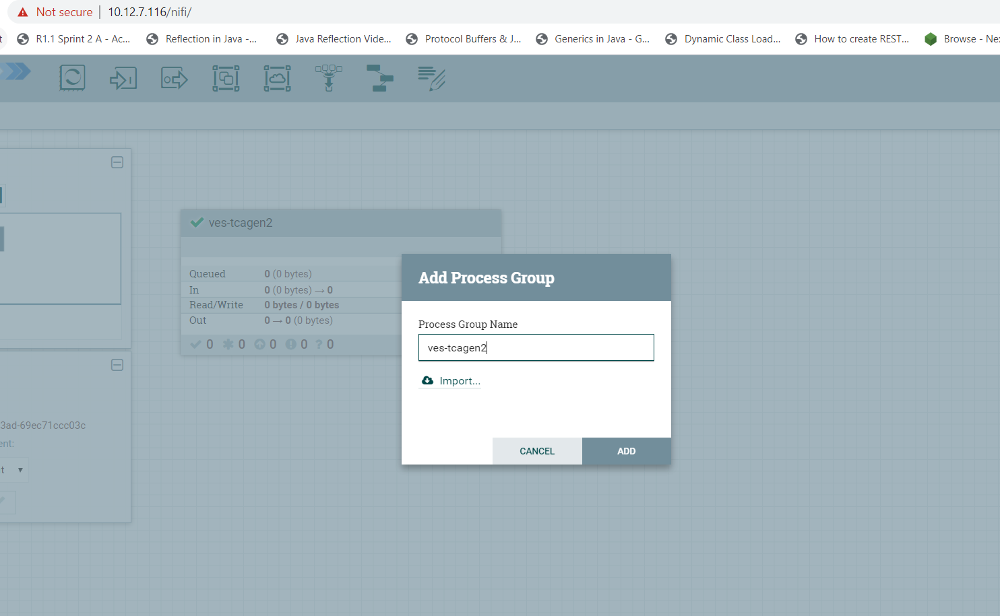 Not secure | 10.12.7.116/nifi/
t R1.1 Sprint 2 A - Ac... Reflection in Java -... Java Reflection Vide... Protocol Buffers & J... Generics in Java - G... Dynamic Class Load... How to create REST... Browse - Ne
ves-tcagen2
Queued 0 (0 bytes)
In 0 (0 bytes) → 0
Read/Write 0 bytes / 0 bytes
Out 0 → 0 (0 bytes)
0 0 0 0 ? 0
Add Process Group
Process Group Name
ves-tcagen2
Import...
CANCEL ADD
3ad-69ec71ccc03c
ent:
t